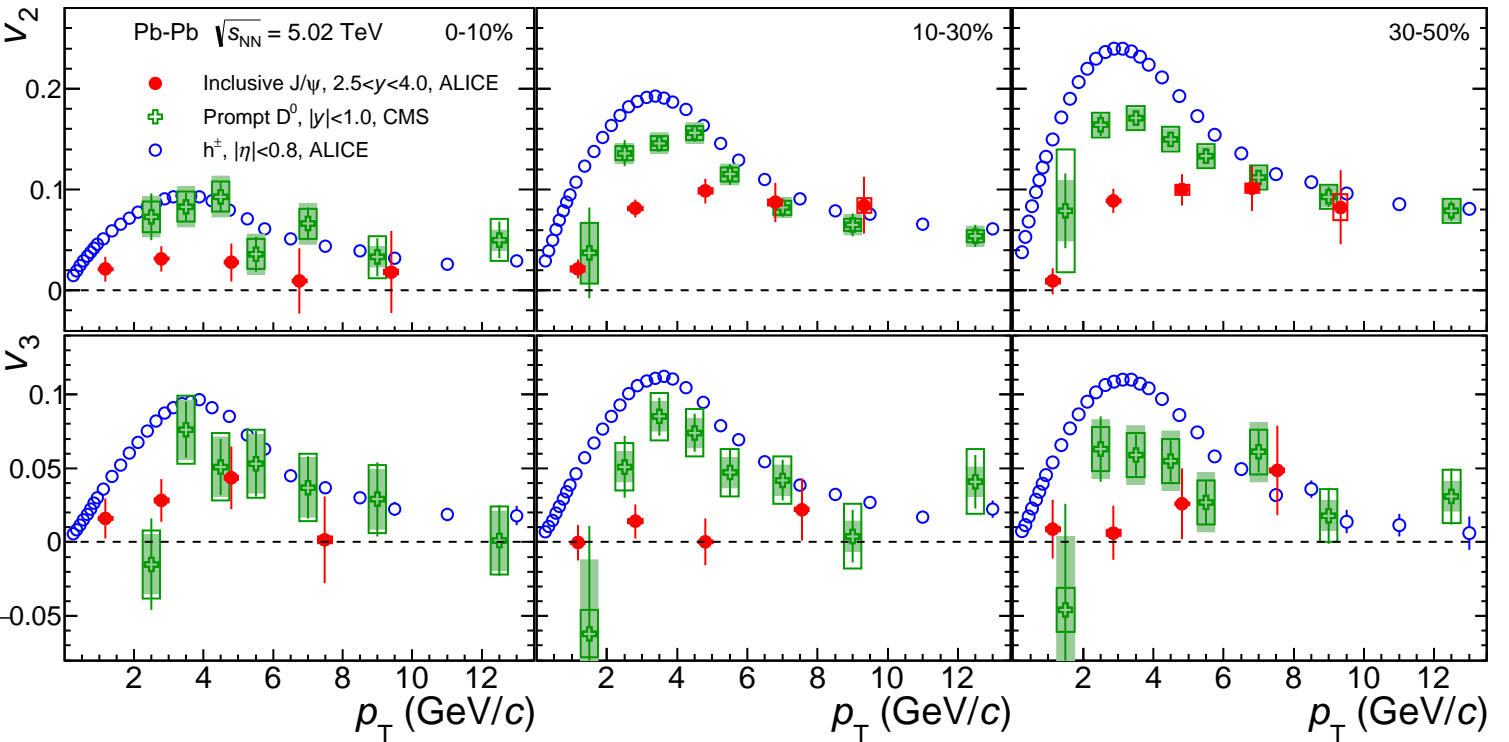 v2
Pb-Pb √sNN = 5.02 TeV 0-10%
Inclusive J/ψ, 2.5<y<4.0, ALICE
Prompt D0, |y|<1.0, CMS
h±, |η|<0.8, ALICE
10-30%
30-50%
0.2
0.1
0
v3
0.1
0.05
0
−0.05
2 4 6 8 10 12
2 4 6 8 10 12
2 4 6 8 10 12
pT (GeV/c)
pT (GeV/c)
pT (GeV/c)